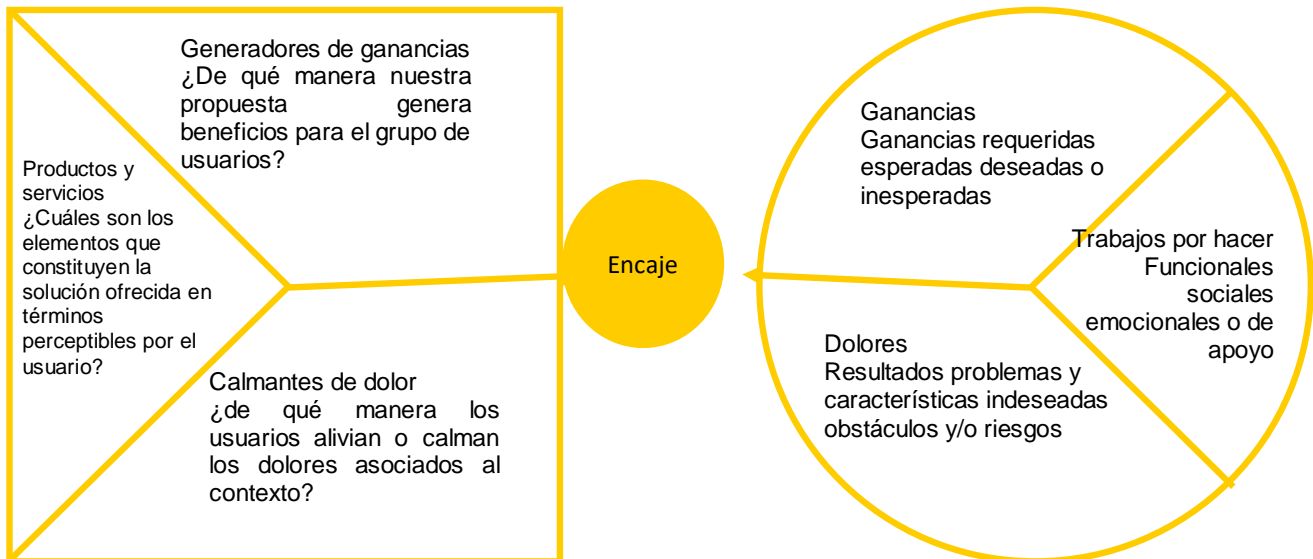 Generadores de ganancias
¿De qué manera nuestra
propuesta genera
beneficios para el grupo de
usuarios?
Productos y
servicios
¿Cuáles son los
elementos que
constituyen la
solución ofrecida en
términos
perceptibles por el
usuario?
Calmantes de dolor
¿de qué manera los
usuarios alivian o calman
los dolores asociados al
contexto?
Encaje
Ganancias
Ganancias requeridas
esperadas deseadas o
inesperadas
Trabajos por hacer
Funcionales
sociales
emocionales o de
apoyo
Dolores
Resultados problemas y
características indeseadas
obstáculos y/o riesgos